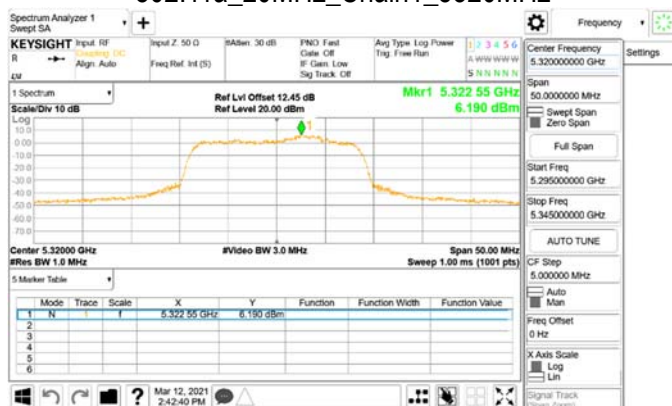 802.11a_20MHz_Chain1_5320MHz
Spectrum Analyzer 1
Swept SA
Frequency
KEYSIGHT Input: RF
Coupling: DC
Align: Auto
Input Z: 50 Ω
Freq Ref: Int (S)
#Atten: 30 dB
PNO: Fast
Gate: Off
IF Gain: Low
Sig Track: Off
Avg Type: Log-Power
Trig: Free Run
1 2 3 4 5 6
A W W W W W
S N N N N N
R
LM
1 Spectrum
Scale/Div 10 dB
Ref Lvl Offset 12.45 dB
Ref Level 20.00 dBm
Mkr1 5.322 55 GHz
6.190 dBm
Log
10.0
0.00
-10.0
-20.0
-30.0
-40.0
-50.0
-60.0
-70.0
1
Center 5.32000 GHz
#Res BW 1.0 MHz
#Video BW 3.0 MHz
Span 50.00 MHz
Sweep 1.00 ms (1001 pts)
5 Marker Table
Mode Trace Scale X Y Function Function Width Function Value
1 N 1 f 5.322 55 GHz 6.190 dBm
2
3
4
5
6
Mar 12, 2021
2:42:40 PM
Center Frequency
5.320000000 GHz
Settings
Span
50.0000000 MHz
Swept Span
Zero Span
Full Span
Start Freq
5.295000000 GHz
Stop Freq
5.345000000 GHz
AUTO TUNE
CF Step
5.000000 MHz
Auto
Man
Freq Offset
0 Hz
X Axis Scale
Log
Lin
Signal Track